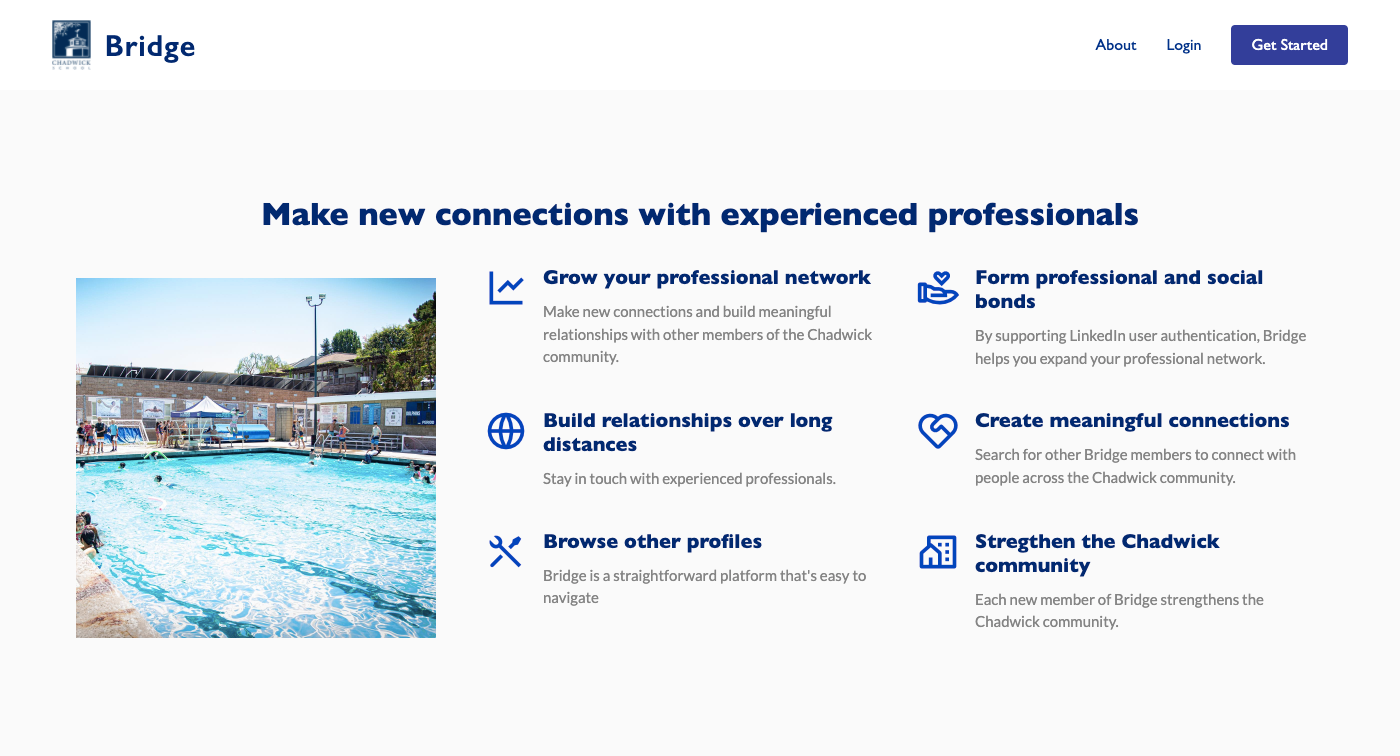 CHADWICK
SCHOOL
Bridge
About
Login
Get Started
Make new connections with experienced professionals
Grow your professional network
Make new connections and build meaningful
relationships with other members of the Chadwick
community.
Form professional and social
bonds
By supporting LinkedIn user authentication, Bridge
helps you expand your professional network.
Build relationships over long
distances
Stay in touch with experienced professionals.
Create meaningful connections
Search for other Bridge members to connect with
people across the Chadwick community.
Browse other profiles
Bridge is a straightforward platform that's easy to
navigate
Stregthen the Chadwick
community
Each new member of Bridge strengthens the
Chadwick community.